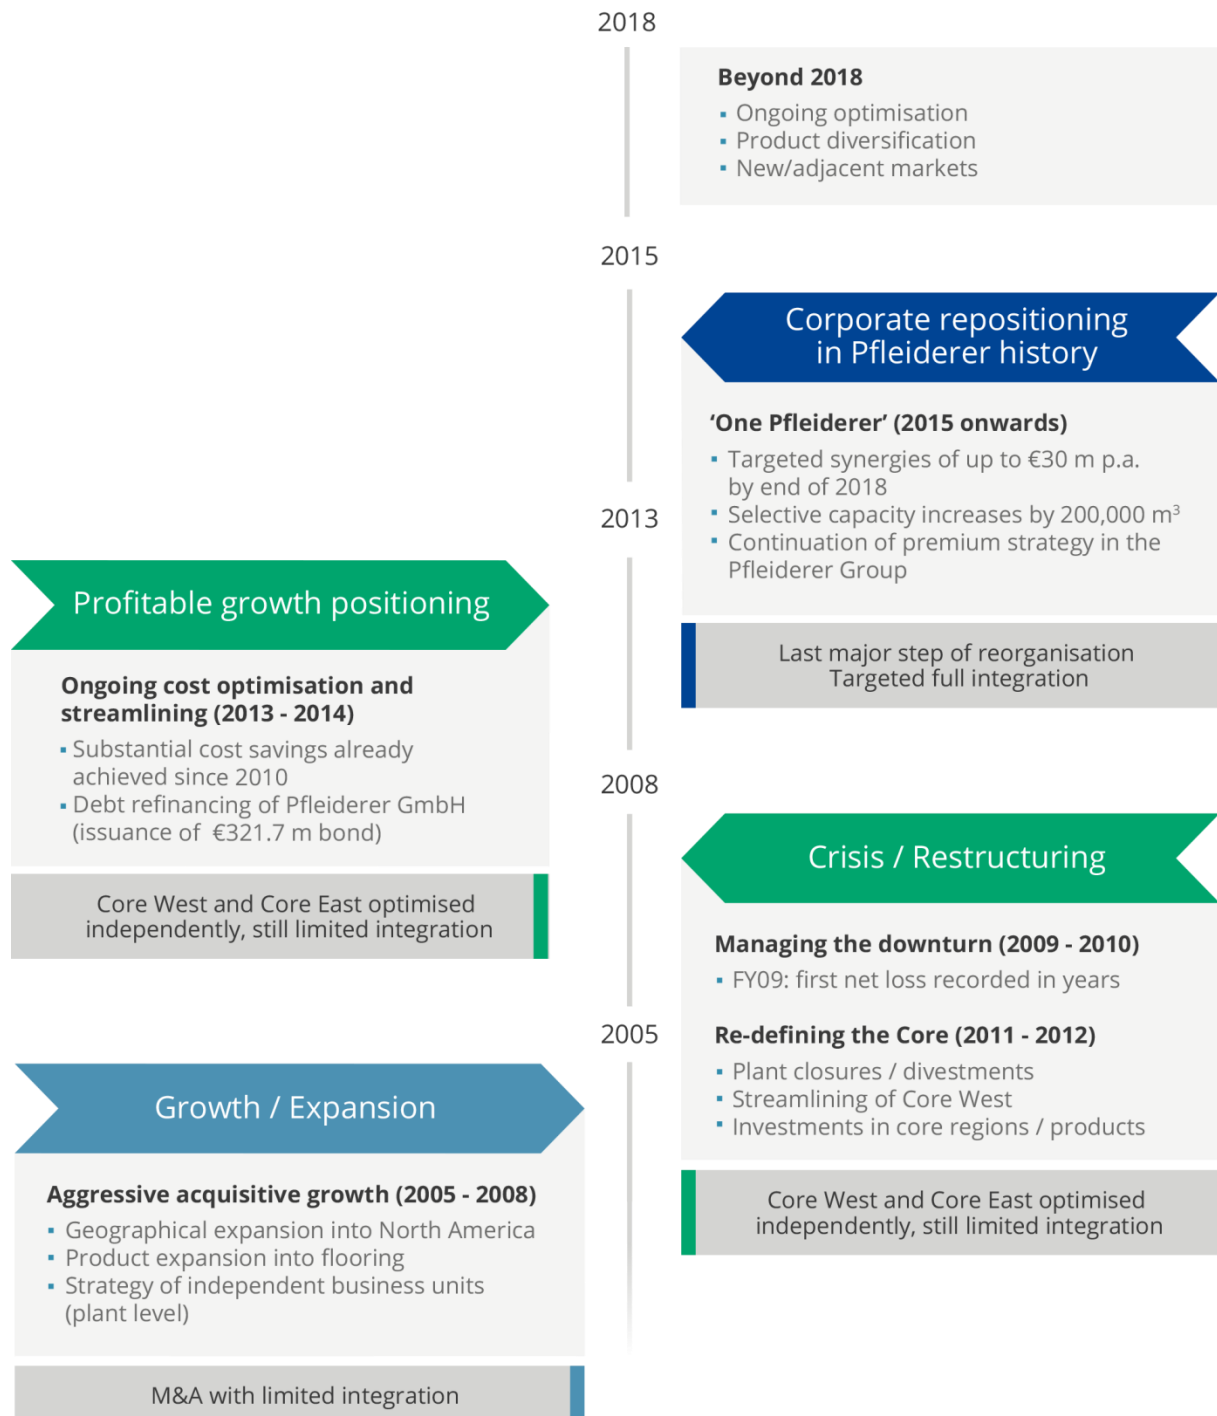 2018
Beyond 2018
▪ Ongoing optimisation
▪ Product diversification
▪ New/adjacent markets
2015
Corporate repositioning
in Pfleiderer history
‘One Pfleiderer’ (2015 onwards)
▪ Targeted synergies of up to €30 m p.a.
by end of 2018
▪ Selective capacity increases by 200,000 m³
▪ Continuation of premium strategy in the
Pfleiderer Group
Last major step of reorganisation
Targeted full integration
2013
Profitable growth positioning
Ongoing cost optimisation and
streamlining (2013 - 2014)
▪ Substantial cost savings already
achieved since 2010
▪ Debt refinancing of Pfleiderer GmbH
(issuance of €321.7 m bond)
Core West and Core East optimised
independently, still limited integration
2008
Crisis / Restructuring
Managing the downturn (2009 - 2010)
▪ FY09: first net loss recorded in years
Re-defining the Core (2011 - 2012)
▪ Plant closures / divestments
▪ Streamlining of Core West
▪ Investments in core regions / products
Core West and Core East optimised
independently, still limited integration
2005
Growth / Expansion
Aggressive acquisitive growth (2005 - 2008)
▪ Geographical expansion into North America
▪ Product expansion into flooring
▪ Strategy of independent business units
(plant level)
M&A with limited integration